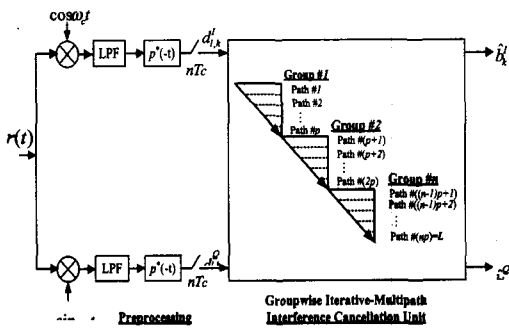 cosω_c t
LPF
p*(-t)
d^I_{l,k}
nTc
b̂^I_k
Group #1
Path #1
Path #2
⋮
Path #p
Group #2
Path #(p+1)
Path #(p+2)
⋮
Path #(2p)
Group #n
Path #((n-1)p+1)
Path #((n-1)p+2)
⋮
Path #(np)=L
r(t)
LPF
p*(-t)
nTc
Preprocessing
Groupwise Iterative-Multipath
Interference Cancellation Unit